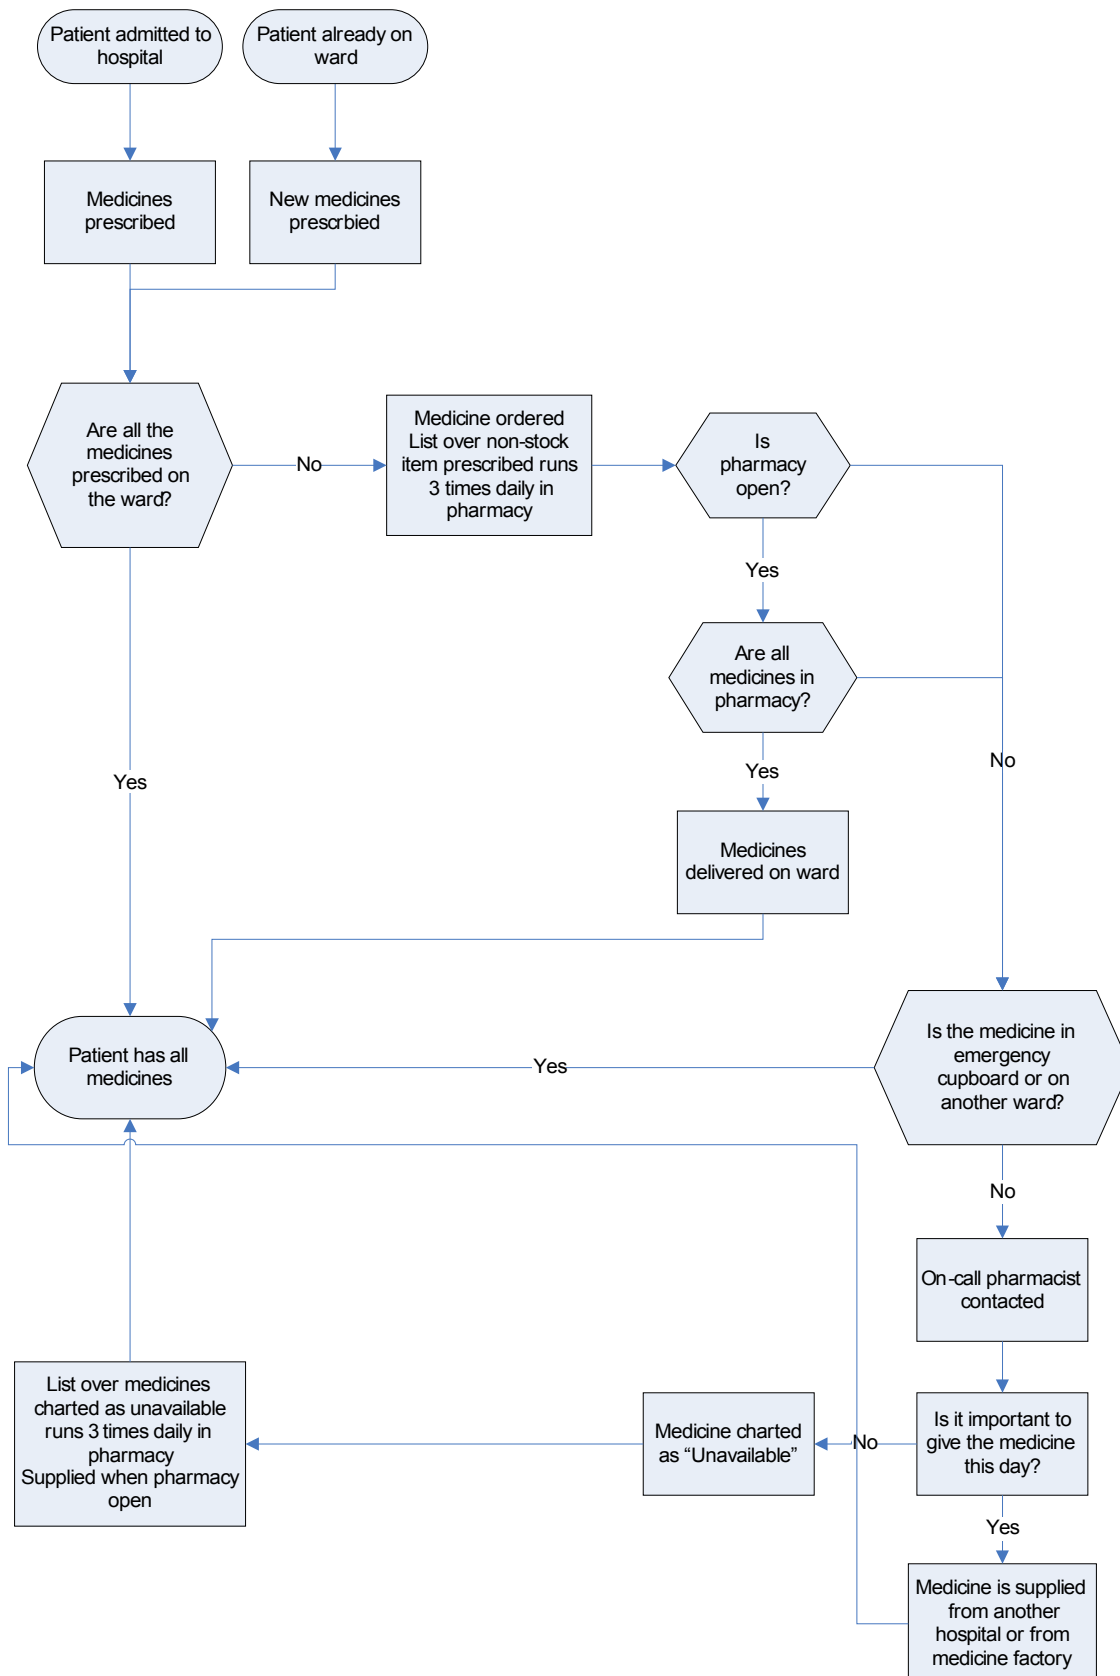 Patient admitted to
hospital
Patient already on
ward
Medicines
prescribed
New medicines
prescrbied
Are all the
medicines
prescribed on
the ward?
No
Medicine ordered
List over non-stock
item prescribed runs
3 times daily in
pharmacy
Is
pharmacy
open?
Yes
Are all
medicines in
pharmacy?
No
Yes
Yes
Medicines
delivered on ward
Patient has all
medicines
Yes
Is the medicine in
emergency
cupboard or on
another ward?
No
On-call pharmacist
contacted
List over medicines
charted as unavailable
runs 3 times daily in
pharmacy
Supplied when pharmacy
open
Medicine charted
as “Unavailable”
No
Is it important to
give the medicine
this day?
Yes
Medicine is supplied
from another
hospital or from
medicine factory